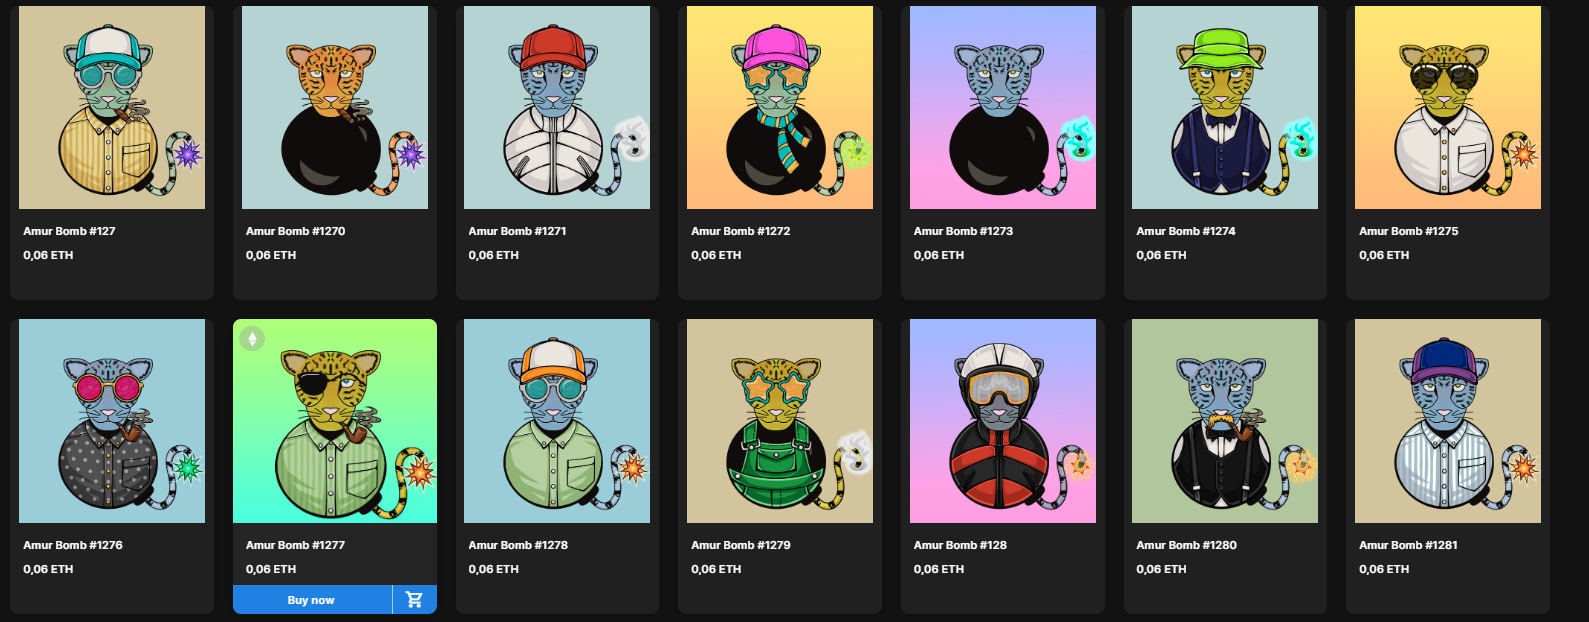 Amur Bomb #127
0,06 ETH
Amur Bomb #1270
0,06 ETH
Amur Bomb #1271
0,06 ETH
Amur Bomb #1272
0,06 ETH
Amur Bomb #1273
0,06 ETH
Amur Bomb #1274
0,06 ETH
Amur Bomb #1275
0,06 ETH
Amur Bomb #1276
0,06 ETH
Amur Bomb #1277
0,06 ETH
Buy now
Amur Bomb #1278
0,06 ETH
Amur Bomb #1279
0,06 ETH
Amur Bomb #128
0,06 ETH
Amur Bomb #1280
0,06 ETH
Amur Bomb #1281
0,06 ETH